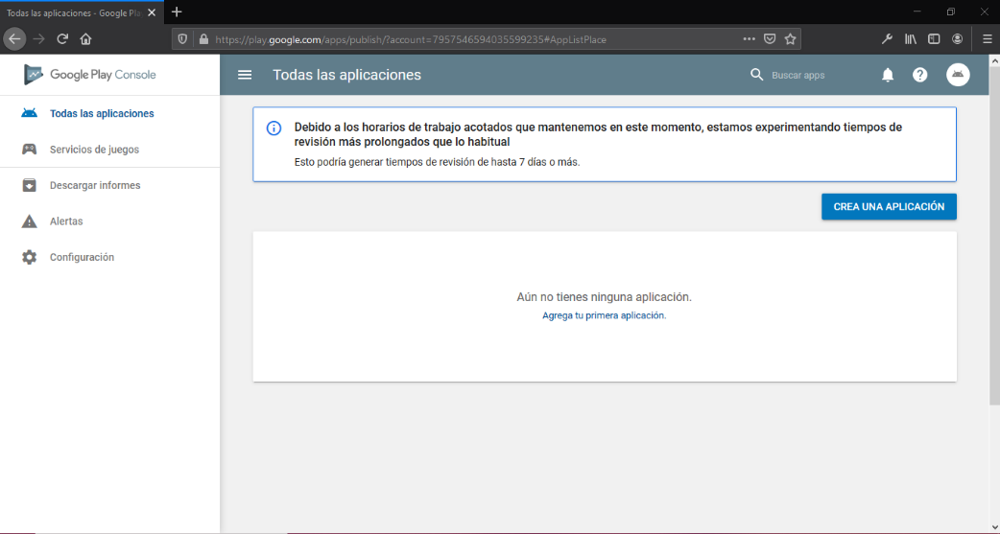 Todas las aplicaciones - Google Pla
https://play.google.com/apps/publish/?account=7957546594035599235#AppListPlace
Google Play Console
Todas las aplicaciones
Buscar apps
Todas las aplicaciones
Servicios de juegos
Descargar informes
Alertas
Configuración
Debido a los horarios de trabajo acotados que mantenemos en este momento, estamos experimentando tiempos de
revisión más prolongados que lo habitual
Esto podría generar tiempos de revisión de hasta 7 días o más.
CREA UNA APLICACIÓN
Aún no tienes ninguna aplicación.
Agrega tu primera aplicación.